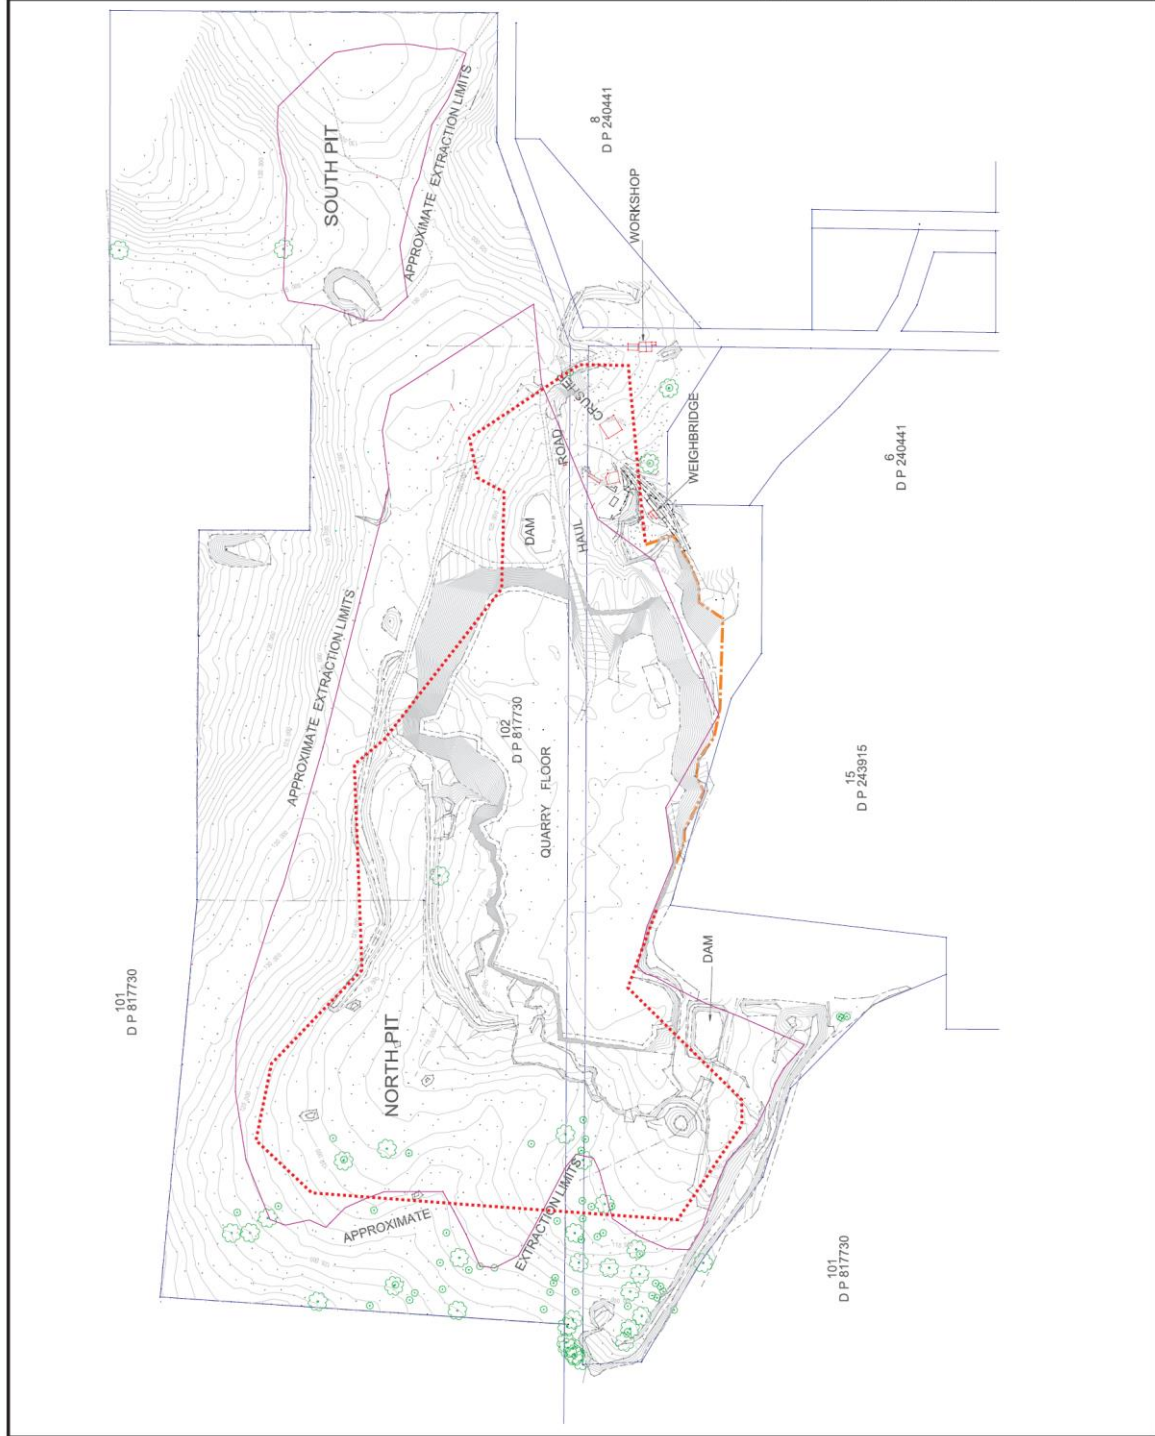 8
D P 240441
SOUTH PIT
APPROXIMATE EXTRACTION LIMITS
WORKSHOP
CRUSHER
ROAD
HAUL
WEIGHBRIDGE
6
D P 240441
DAM
APPROXIMATE EXTRACTION LIMITS
102
D P 817730
QUARRY FLOOR
15
D P 243915
DAM
101
D P 817730
NORTH PIT
APPROXIMATE
EXTRACTION LIMITS
101
D P 817730